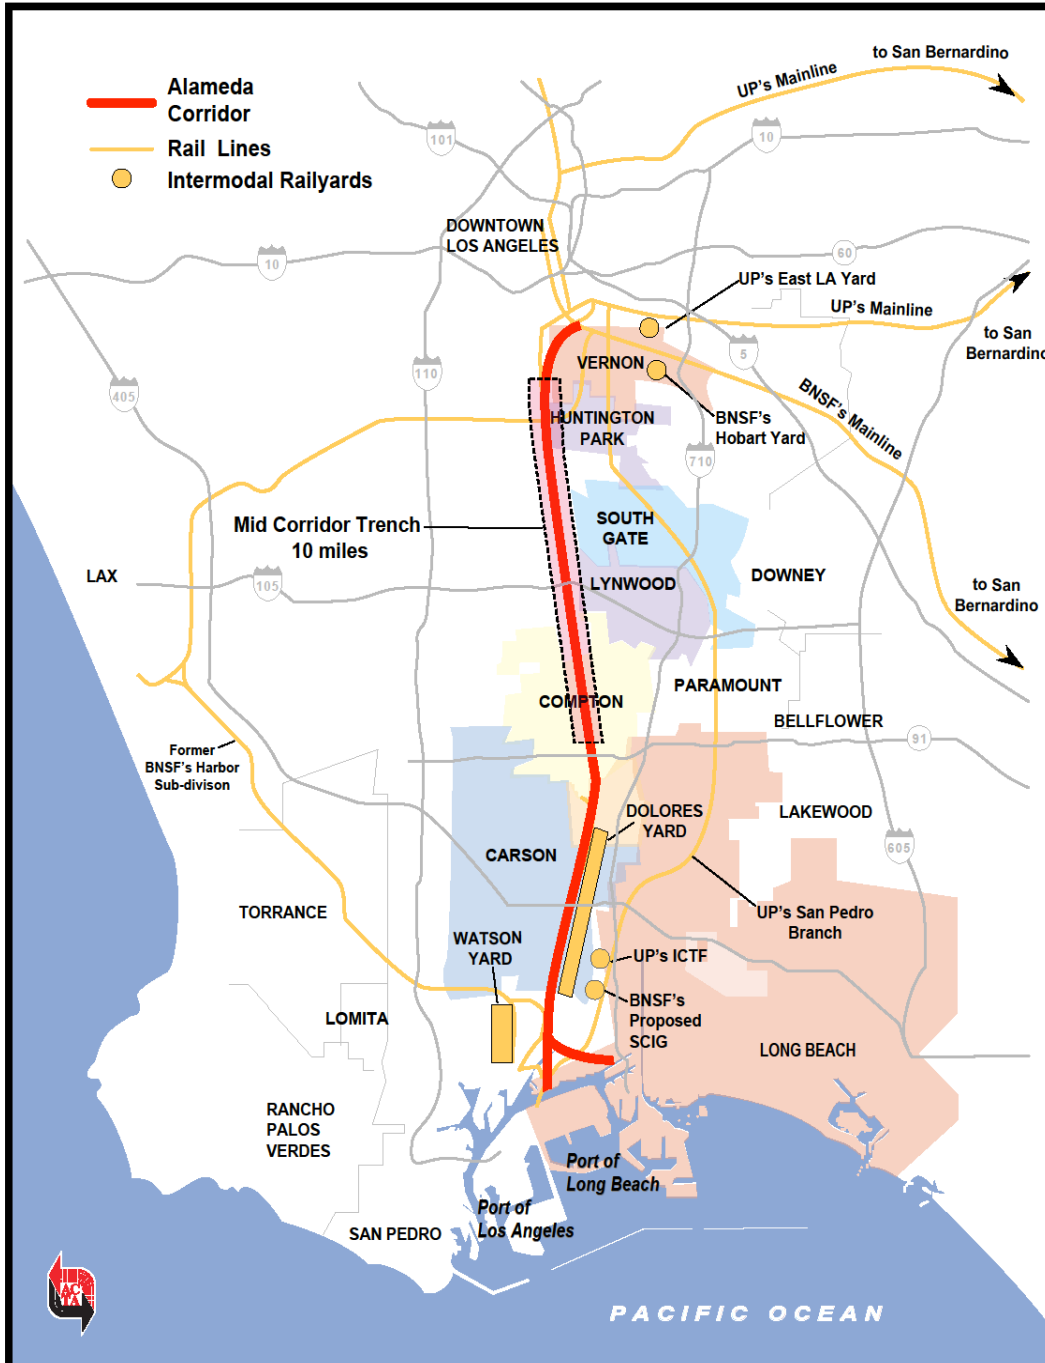 to San Bernardino
UP's Mainline
Alameda
Corridor
Rail Lines
Intermodal Railyards
101
10
DOWNTOWN
LOS ANGELES
60
10
UP's East LA Yard
UP's Mainline
to San
Bernardino
VERNON
5
110
405
BNSF's
Hobart Yard
BNSF's Mainline
HUNTINGTON
PARK
710
Mid Corridor Trench
10 miles
SOUTH
GATE
LAX
105
LYNWOOD
DOWNEY
to San
Bernardino
PARAMOUNT
COMPTON
BELLFLOWER
91
Former
BNSF's Harbor
Sub-divison
DOLORES
YARD
LAKEWOOD
605
CARSON
TORRANCE
UP's San Pedro
Branch
WATSON
YARD
UP's ICTF
LOMITA
BNSF's
Proposed
SCIG
LONG BEACH
RANCHO
PALOS
VERDES
Port of
Long Beach
Port of
Los Angeles
SAN PEDRO
AC
TA
PACIFIC OCEAN